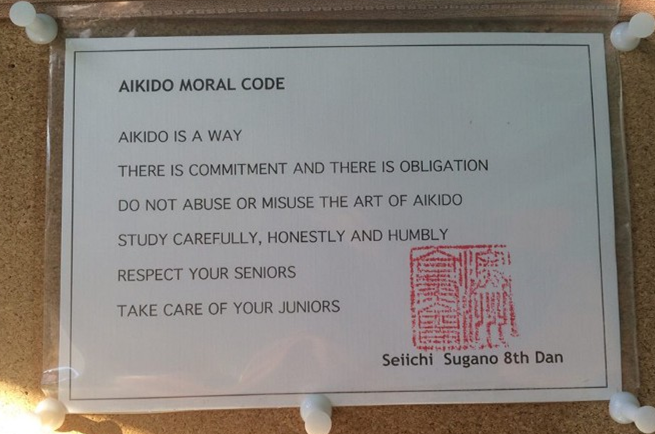 AIKIDO MORAL CODE
AIKIDO IS A WAY
THERE IS COMMITMENT AND THERE IS OBLIGATION
DO NOT ABUSE OR MISUSE THE ART OF AIKIDO
STUDY CAREFULLY, HONESTLY AND HUMBLY
RESPECT YOUR SENIORS
TAKE CARE OF YOUR JUNIORS
Seiichi Sugano 8th Dan